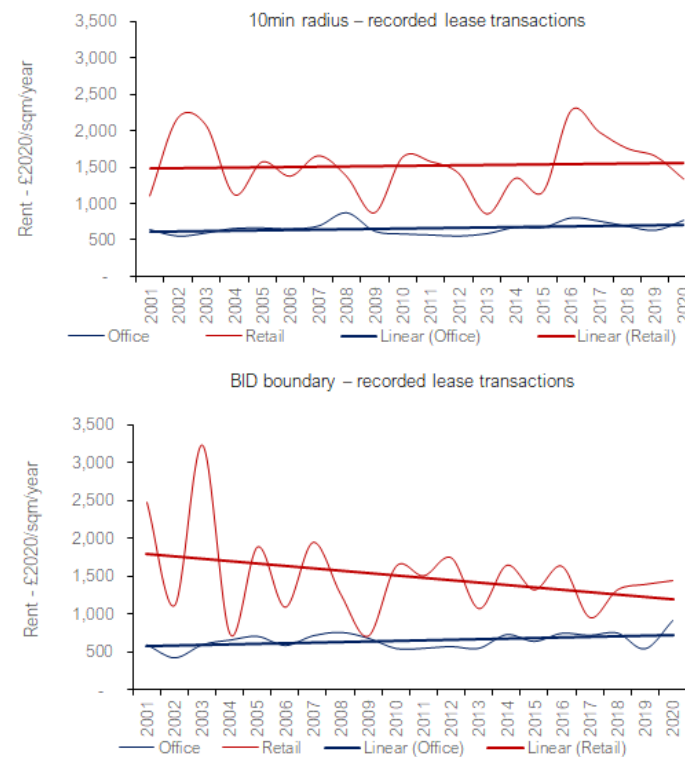 10min radius – recorded lease transactions
3,500
3,000
2,500
2,000
1,500
1,000
500
-
Rent - £2020/sqm/year
2001 2002 2003 2004 2005 2006 2007 2008 2009 2010 2011 2012 2013 2014 2015 2016 2017 2018 2019 2020
Office Retail Linear (Office) Linear (Retail)
BID boundary – recorded lease transactions
3,500
3,000
2,500
2,000
1,500
1,000
500
-
Rent - £2020/sqm/year
2001 2002 2003 2004 2005 2006 2007 2008 2009 2010 2011 2012 2013 2014 2015 2016 2017 2018 2019 2020
Office Retail Linear (Office) Linear (Retail)